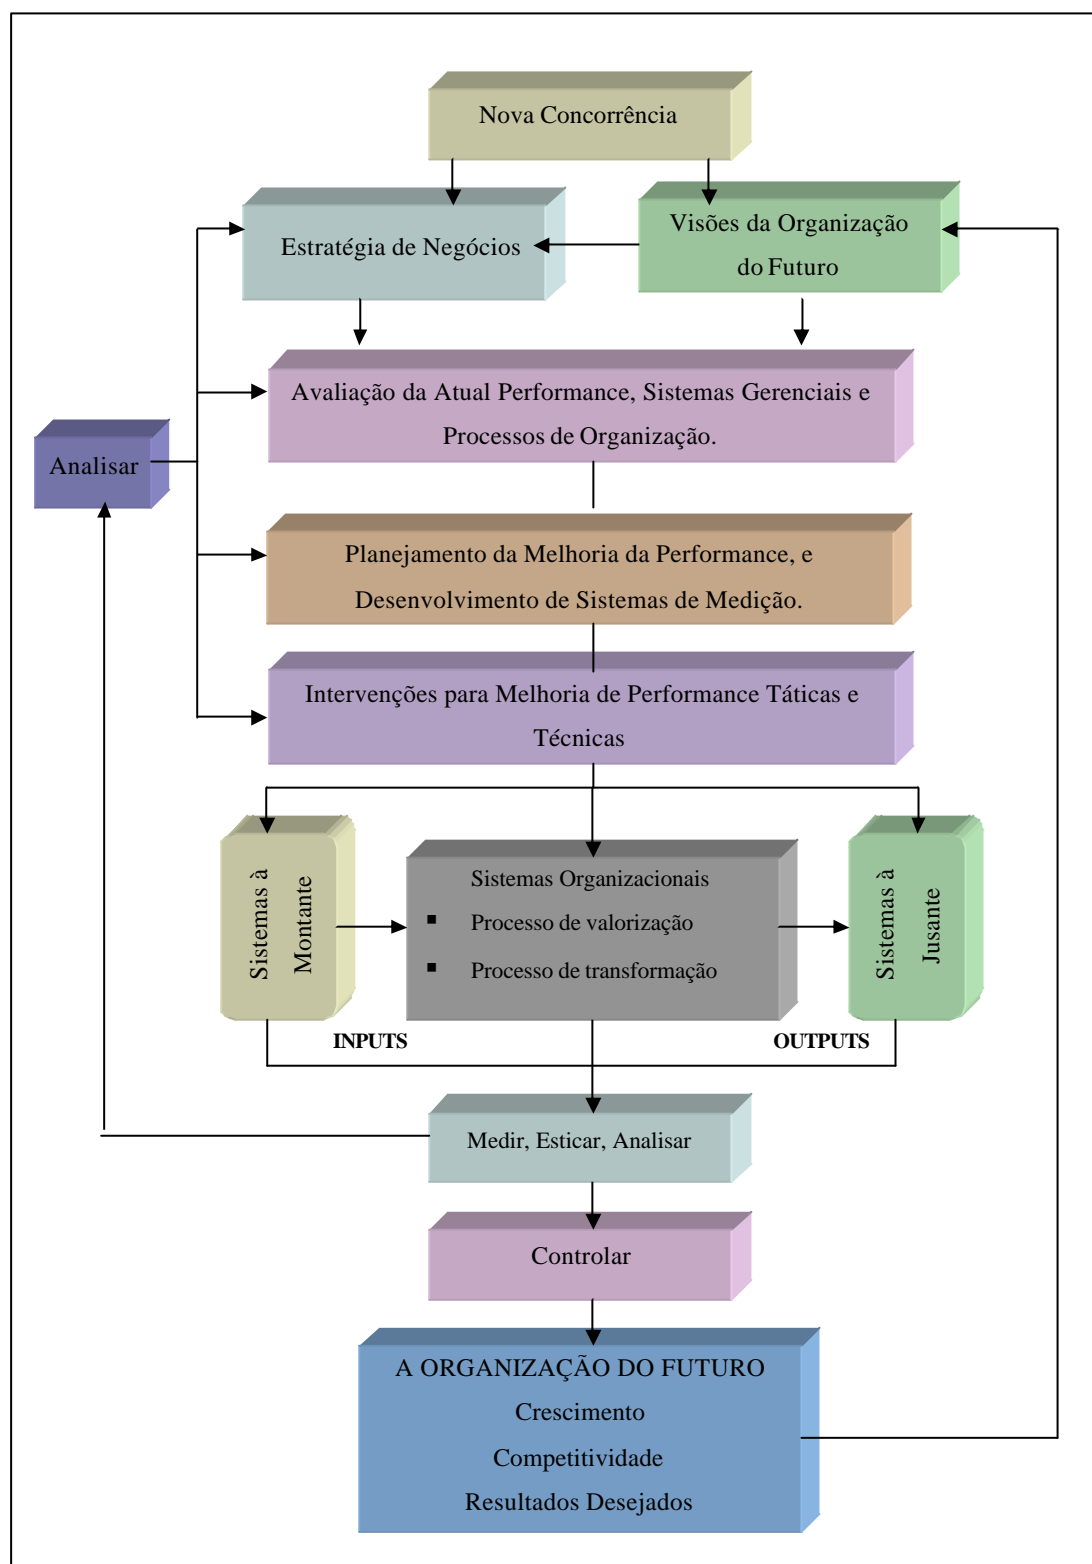 Nova Concorrência
Estratégia de Negócios
Visões da Organização
do Futuro
Avaliação da Atual Performance, Sistemas Gerenciais e
Processos de Organização.
Analisar
Planejamento da Melhoria da Performance, e
Desenvolvimento de Sistemas de Medição.
Intervenções para Melhoria de Performance Táticas e
Técnicas
Sistemas à
Montante
Sistemas Organizacionais
▪ Processo de valorização
▪ Processo de transformação
Sistemas à
Jusante
INPUTS
OUTPUTS
Medir, Esticar, Analisar
Controlar
A ORGANIZAÇÃO DO FUTURO
Crescimento
Competitividade
Resultados Desejados